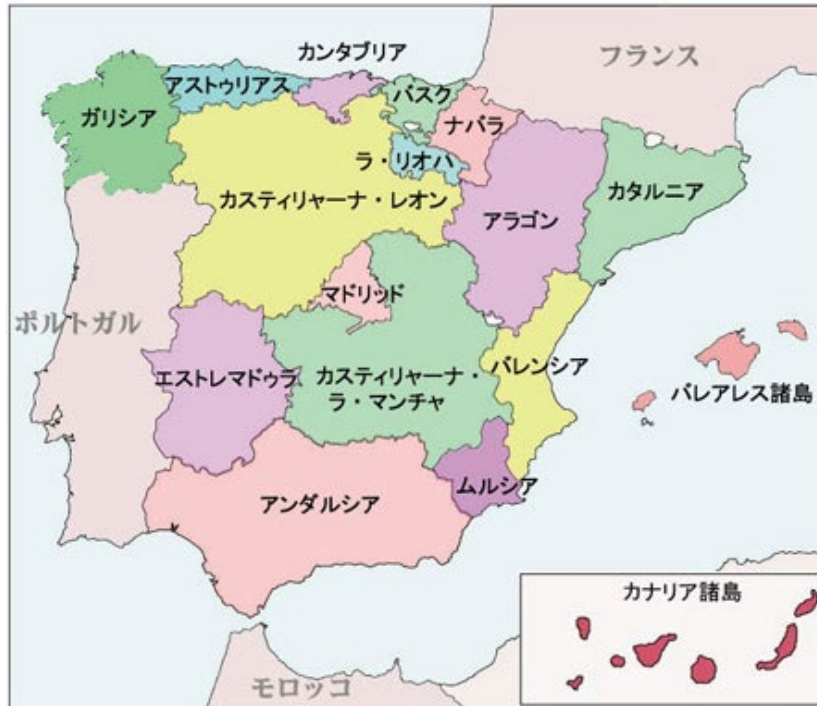 カンタブリア
フランス
アストゥリアス
バスク
ガリシア
ナバラ
ラ・リオハ
カスティリャーナ・レオン
アラゴン
カタルニア
マドリッド
ポルトガル
エストレマドゥラ
カスティリャーナ・
ラ・マンチャ
バレンシア
バレアレス諸島
ムルシア
アンダルシア
カナリア諸島
モロッコ